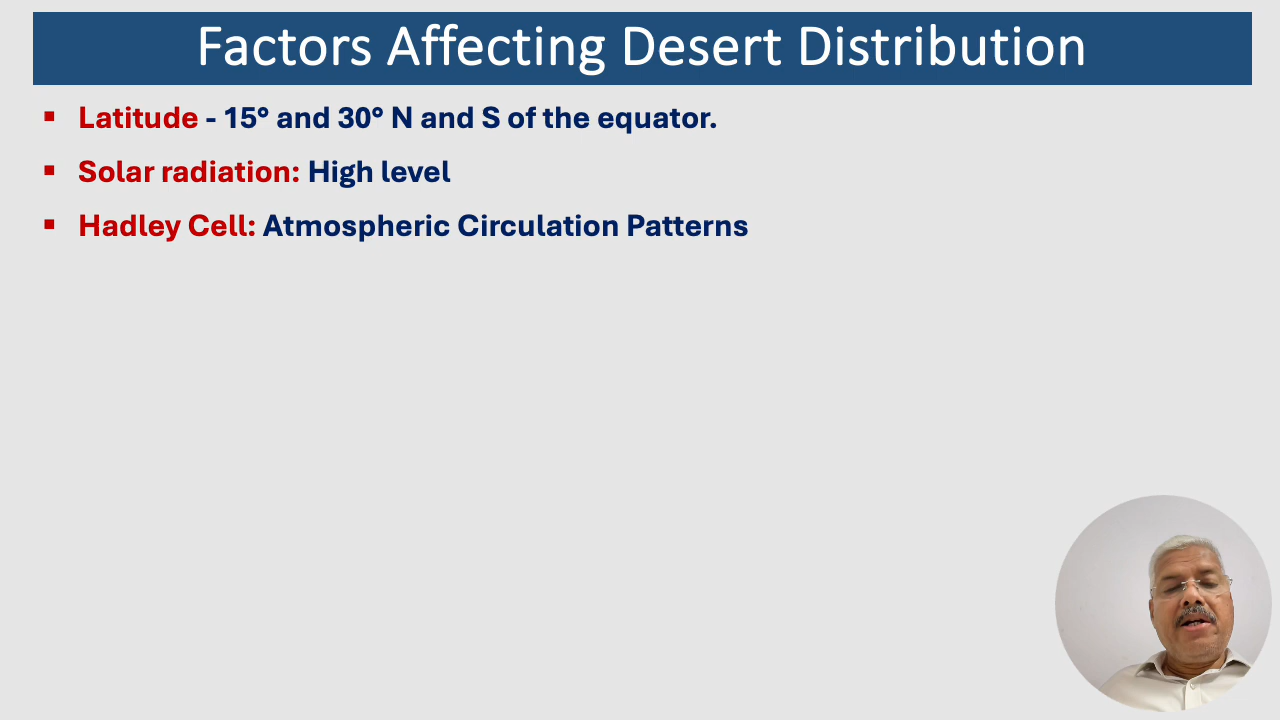 Factors Affecting Desert Distribution
▪ Latitude - 15° and 30° N and S of the equator.
▪ Solar radiation: High level
▪ Hadley Cell: Atmospheric Circulation Patterns